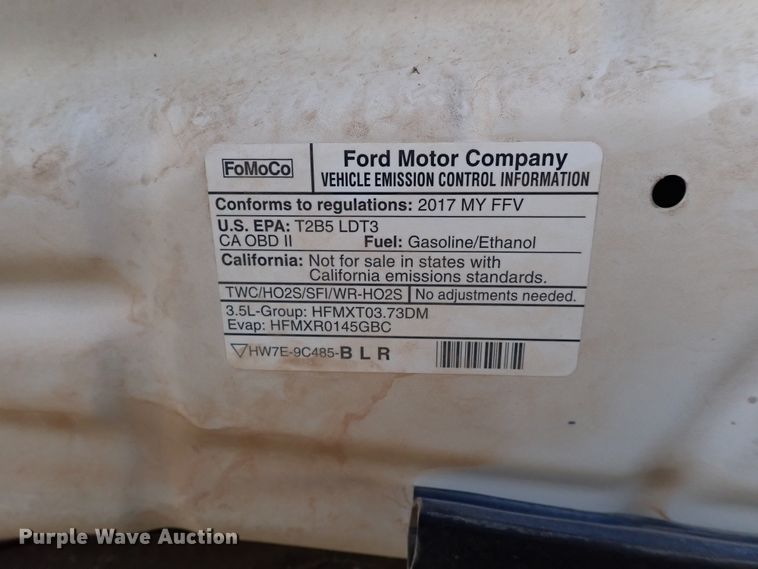 FoMoCo
Ford Motor Company
VEHICLE EMISSION CONTROL INFORMATION
Conforms to regulations: 2017 MY FFV
U.S. EPA: T2B5 LDT3
CA OBD II Fuel: Gasoline/Ethanol
California: Not for sale in states with
California emissions standards.
TWC/HO2S/SFI/WR-HO2S No adjustments needed.
3.5L-Group: HFMXT03.73DM
Evap: HFMXR0145GBC
HW7E-9C485-B L R
Purple Wave Auction